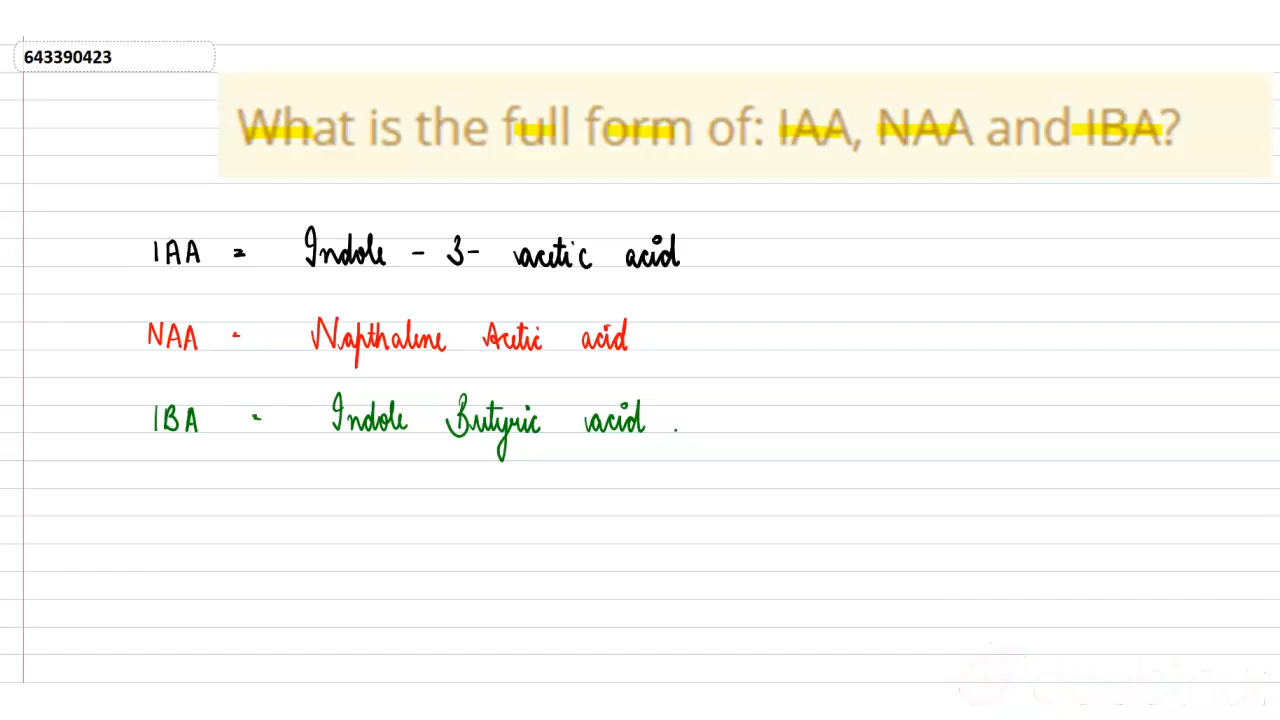 643390423
What is the full form of: IAA, NAA and IBA?
IAA = Indole - 3- acetic acid
NAA = Napthalene Acetic acid
IBA = Indole Butyric acid .